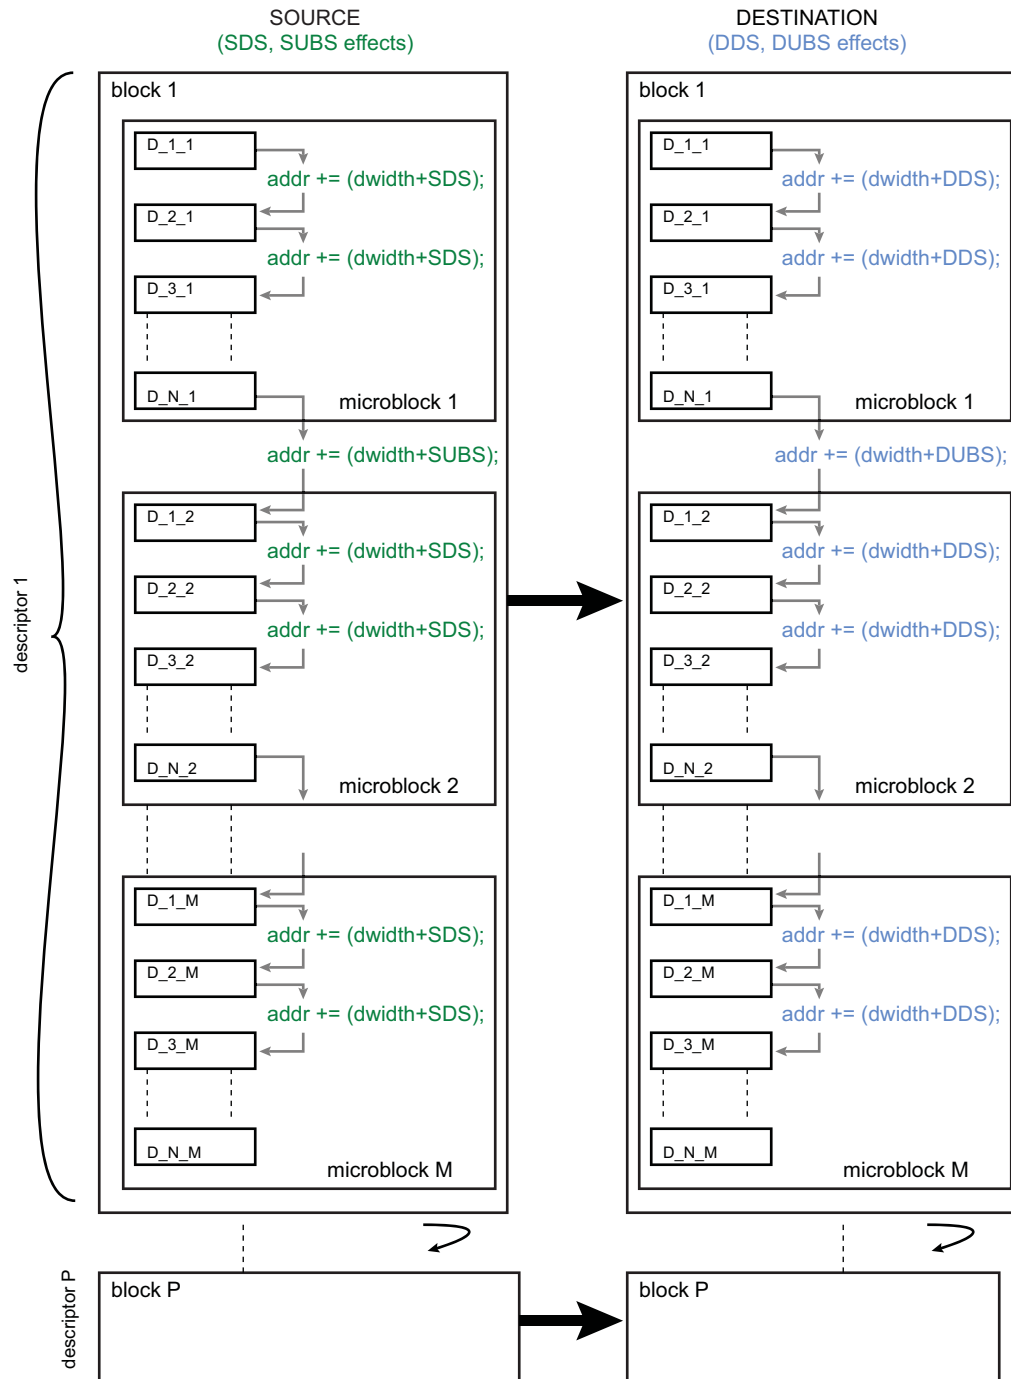 SOURCE
(SDS, SUBS effects)
block 1
D_1_1
addr += (dwidth+SDS);
D_2_1
addr += (dwidth+SDS);
D_3_1
D_N_1
microblock 1
addr += (dwidth+SUBS);
D_1_2
addr += (dwidth+SDS);
D_2_2
addr += (dwidth+SDS);
D_3_2
D_N_2
microblock 2
D_1_M
addr += (dwidth+SDS);
D_2_M
addr += (dwidth+SDS);
D_3_M
D_N_M
microblock M
descriptor 1
DESTINATION
(DDS, DUBS effects)
block 1
D_1_1
addr += (dwidth+DDS);
D_2_1
addr += (dwidth+DDS);
D_3_1
D_N_1
microblock 1
addr += (dwidth+DUBS);
D_1_2
addr += (dwidth+DDS);
D_2_2
addr += (dwidth+DDS);
D_3_2
D_N_2
microblock 2
D_1_M
addr += (dwidth+DDS);
D_2_M
addr += (dwidth+DDS);
D_3_M
D_N_M
microblock M
descriptor P
block P
block P